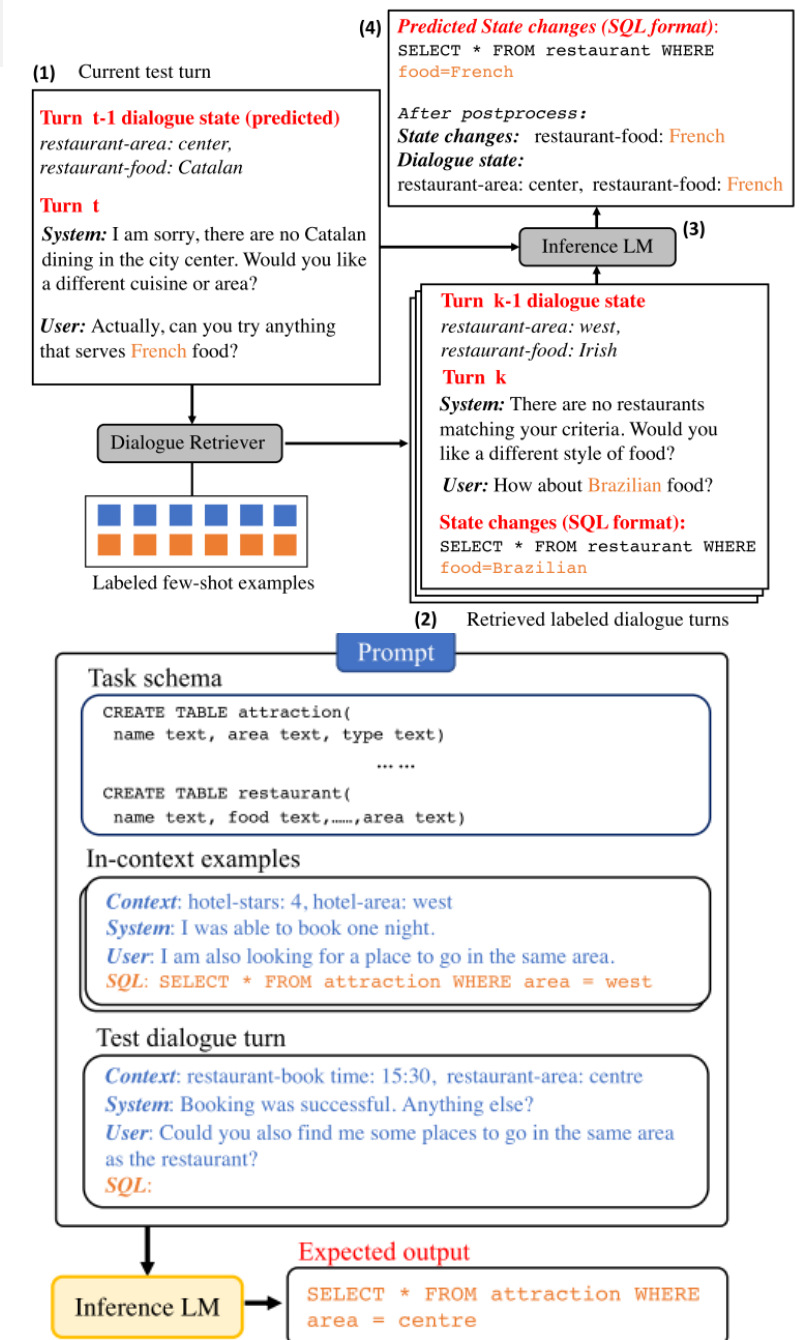 (1) Current test turn
Turn t-1 dialogue state (predicted)
restaurant-area: center,
restaurant-food: Catalan
Turn t
System: I am sorry, there are no Catalan
dining in the city center. Would you like
a different cuisine or area?
User: Actually, can you try anything
that serves French food?
Dialogue Retriever
Labeled few-shot examples
(4) Predicted State changes (SQL format):
SELECT * FROM restaurant WHERE
food=French
After postprocess:
State changes: restaurant-food: French
Dialogue state:
restaurant-area: center, restaurant-food: French
Inference LM
(3)
Turn k-1 dialogue state
restaurant-area: west,
restaurant-food: Irish
Turn k
System: There are no restaurants
matching your criteria. Would you
like a different style of food?
User: How about Brazilian food?
State changes (SQL format):
SELECT * FROM restaurant WHERE
food=Brazilian
(2) Retrieved labeled dialogue turns
Prompt
Task schema
CREATE TABLE attraction(
name text, area text, type text)
... ...
CREATE TABLE restaurant(
name text, food text,……,area text)
In-context examples
Context: hotel-stars: 4, hotel-area: west
System: I was able to book one night.
User: I am also looking for a place to go in the same area.
SQL: SELECT * FROM attraction WHERE area = west
Test dialogue turn
Context: restaurant-book time: 15:30, restaurant-area: centre
System: Booking was successful. Anything else?
User: Could you also find me some places to go in the same area
as the restaurant?
SQL:
Inference LM
Expected output
SELECT * FROM attraction WHERE
area = centre